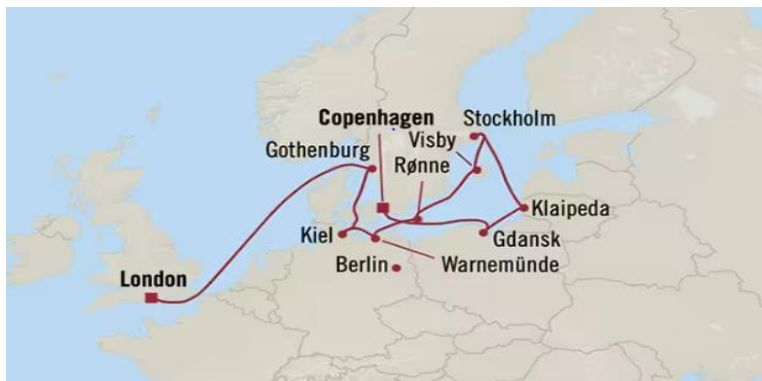 Copenhagen
Stockholm
Visby
Gothenburg
Rønne
Klaipeda
Kiel
Gdansk
Berlin
Warnemünde
London